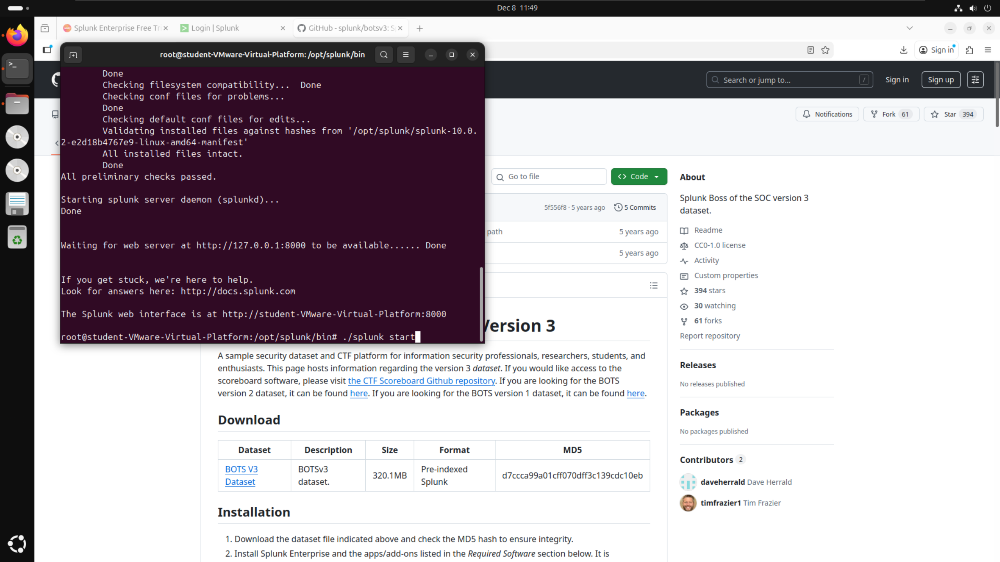 Dec 8 11:49
Splunk Enterprise Free Tri
Login | Splunk
GitHub - splunk/botsv3: S
Sign in
root@student-VMware-Virtual-Platform: /opt/splunk/bin
Done
Checking filesystem compatibility...  Done
Checking conf files for problems...
Done
Checking default conf files for edits...
Validating installed files against hashes from '/opt/splunk/splunk-10.0.
2-e2d18b4767e9-linux-amd64-manifest'
All installed files intact.
Done
All preliminary checks passed.
Starting splunk server daemon (splunkd)...
Done
Waiting for web server at http://127.0.0.1:8000 to be available...... Done
If you get stuck, we're here to help.
Look for answers here: http://docs.splunk.com
The Splunk web interface is at http://student-VMware-Virtual-Platform:8000
root@student-VMware-Virtual-Platform:/opt/splunk/bin# ./splunk start
Search or jump to... /
Sign in
Sign up
Notifications
Fork 61
Star 394
Go to file
Code
5f556f8 · 5 years ago
5 Commits
path
5 years ago
5 years ago
Version 3
A sample security dataset and CTF platform for information security professionals, researchers, students, and
enthusiasts. This page hosts information regarding the version 3 dataset. If you would like access to the
scoreboard software, please visit the CTF Scoreboard Github repository. If you are looking for the BOTS
version 2 dataset, it can be found here. If you are looking for the BOTS version 1 dataset, it can be found here.
Download
Dataset Description Size Format MD5
BOTS V3
Dataset
BOTSv3
dataset.
320.1MB
Pre-indexed
Splunk
d7ccca99a01cff070dff3c139cdc10eb
Installation
1. Download the dataset file indicated above and check the MD5 hash to ensure integrity.
2. Install Splunk Enterprise and the apps/add-ons listed in the Required Software section below. It is
About
Splunk Boss of the SOC version 3
dataset.
Readme
CC0-1.0 license
Activity
Custom properties
394 stars
30 watching
61 forks
Report repository
Releases
No releases published
Packages
No packages published
Contributors 2
daveherrald Dave Herrald
timfrazier1 Tim Frazier